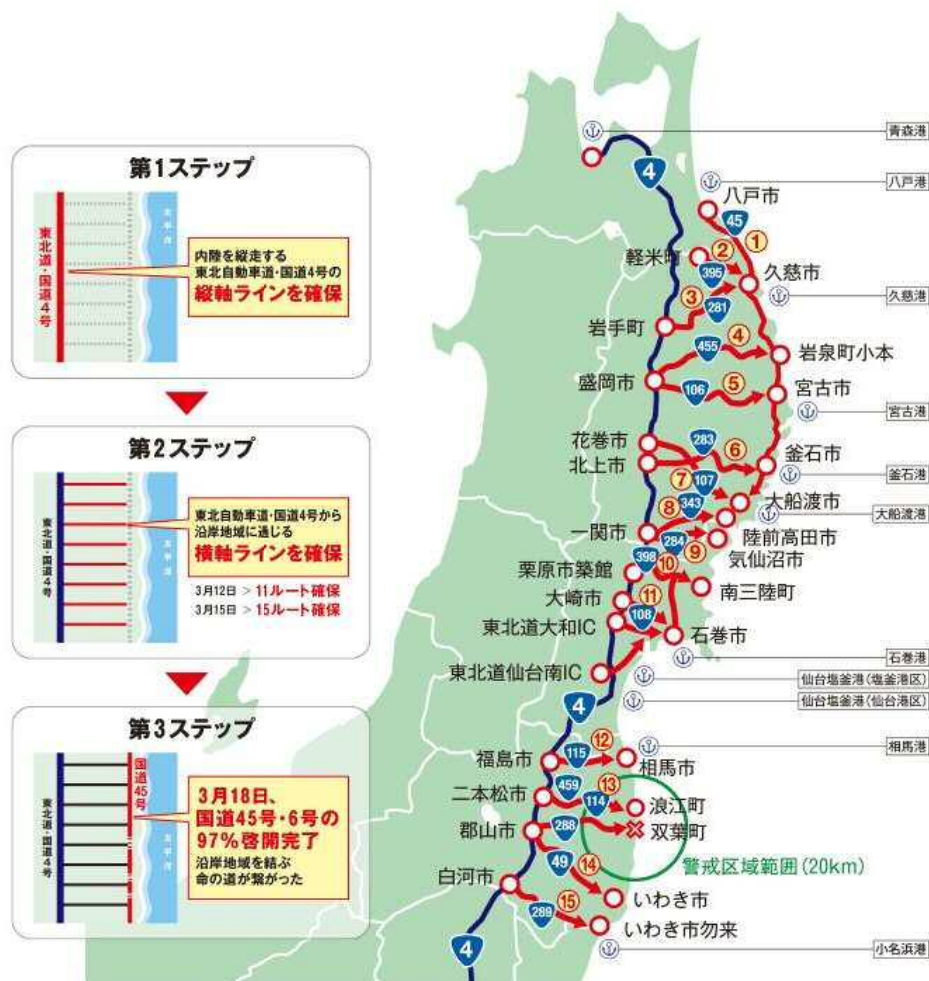 第1ステップ
東北道・国道4号
太平洋
内陸を縦走する
東北自動車道・国道4号の
縦軸ラインを確保
第2ステップ
東北道・国道4号
太平洋
東北自動車道・国道4号から
沿岸地域に通じる
横軸ラインを確保
3月12日 > 11ルート確保
3月15日 > 15ルート確保
第3ステップ
東北道・国道4号
国道45号
太平洋
3月18日、
国道45号・6号の
97%啓開完了
沿岸地域を結ぶ
命の道が繋がった
青森港
4
八戸港
八戸市
45
①
軽米町
②
395
久慈市
③
281
久慈港
岩手町
④
455
岩泉町小本
盛岡市
106
⑤
宮古市
宮古港
花巻市
283
⑥
北上市
釜石市
⑦
107
釜石港
⑧
343
大船渡市
大船渡港
一関市
284
⑨
陸前高田市
気仙沼市
398
⑩
栗原市築館
南三陸町
大崎市
⑪
108
東北道大和IC
石巻市
石巻港
東北道仙台南IC
仙台塩釜港(塩釜港区)
仙台塩釜港(仙台港区)
4
相馬港
福島市
115
⑫
相馬市
二本松市
459
⑬
114
浪江町
郡山市
288
双葉町
警戒区域範囲(20km)
49
⑭
白河市
いわき市
289
⑮
いわき市勿来
4
小名浜港